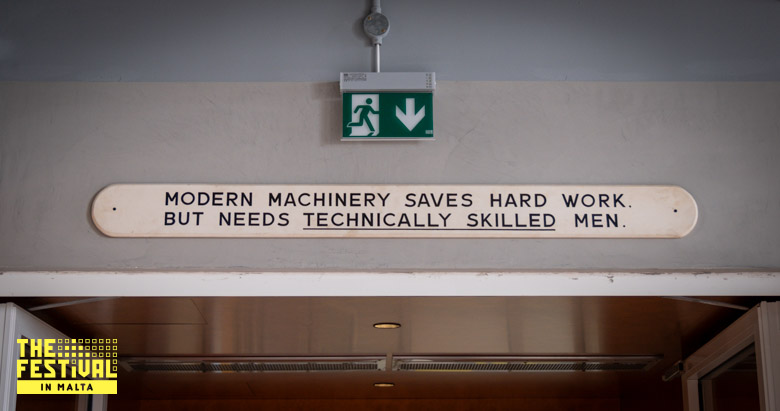 MODERN MACHINERY SAVES HARD WORK.
BUT NEEDS TECHNICALLY SKILLED MEN.
THE
FESTIVAL
IN MALTA